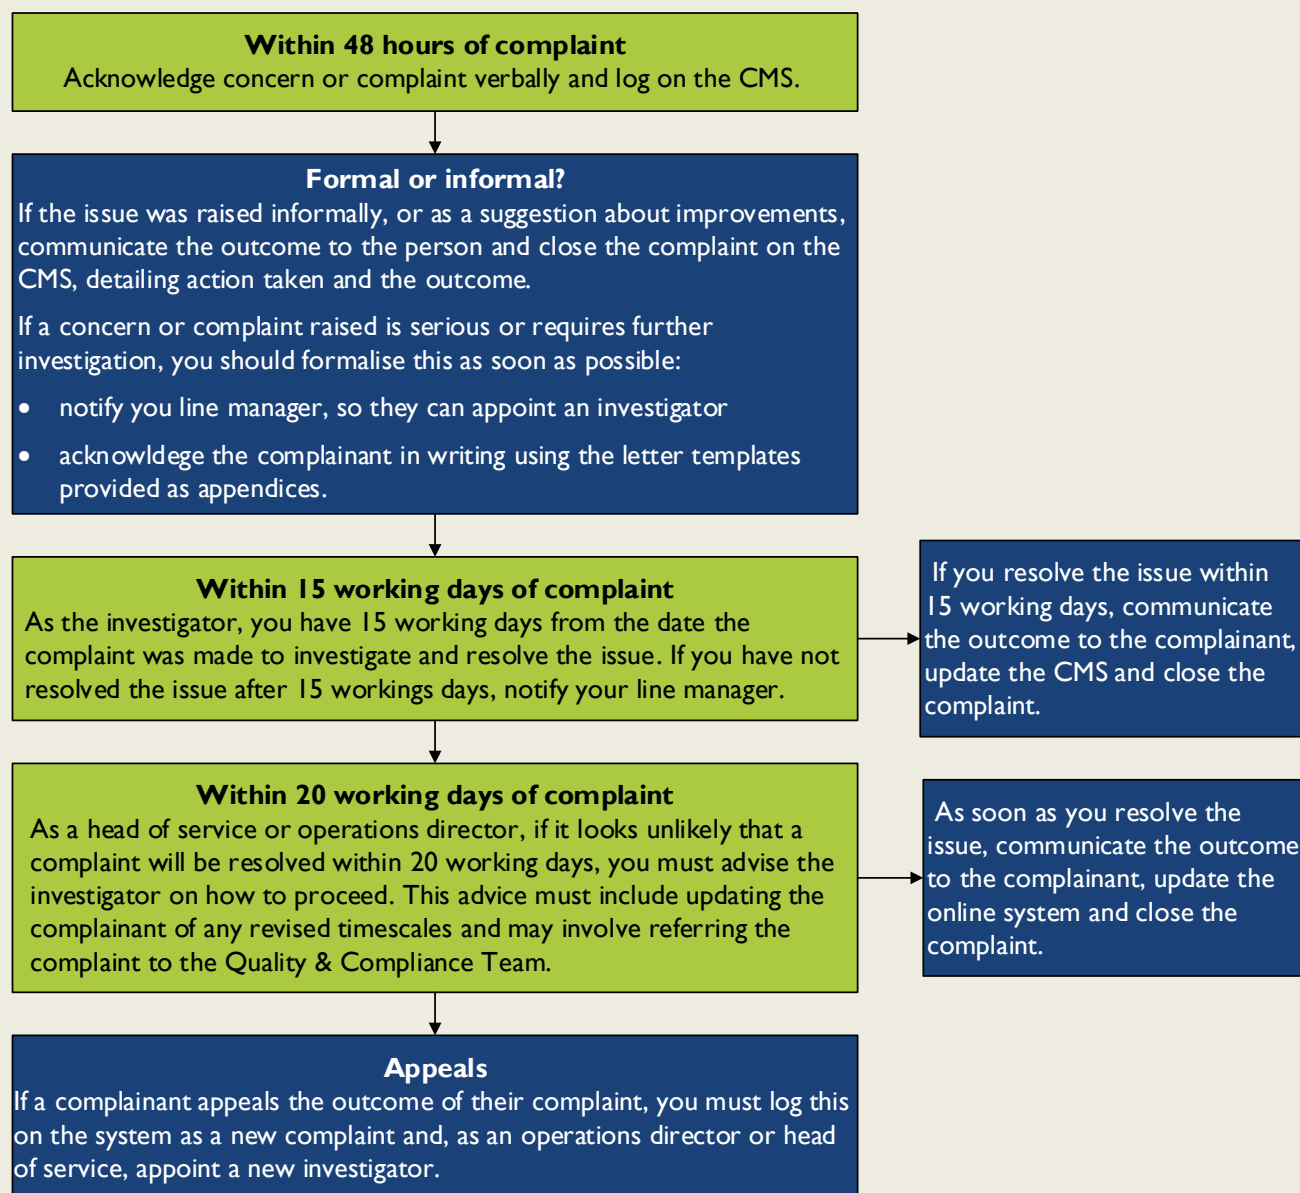 Within 48 hours of complaint
Acknowledge concern or complaint verbally and log on the CMS.
Formal or informal?
If the issue was raised informally, or as a suggestion about improvements,
communicate the outcome to the person and close the complaint on the
CMS, detailing action taken and the outcome.
If a concern or complaint raised is serious or requires further
investigation, you should formalise this as soon as possible:
• notify you line manager, so they can appoint an investigator
• acknowldege the complainant in writing using the letter templates
provided as appendices.
Within 15 working days of complaint
As the investigator, you have 15 working days from the date the
complaint was made to investigate and resolve the issue. If you have not
resolved the issue after 15 workings days, notify your line manager.
If you resolve the issue within
15 working days, communicate
the outcome to the complainant,
update the CMS and close the
complaint.
Within 20 working days of complaint
As a head of service or operations director, if it looks unlikely that a
complaint will be resolved within 20 working days, you must advise the
investigator on how to proceed. This advice must include updating the
complainant of any revised timescales and may involve referring the
complaint to the Quality & Compliance Team.
As soon as you resolve the
issue, communicate the outcome
to the complainant, update the
online system and close the
complaint.
Appeals
If a complainant appeals the outcome of their complaint, you must log this
on the system as a new complaint and, as an operations director or head
of service, appoint a new investigator.